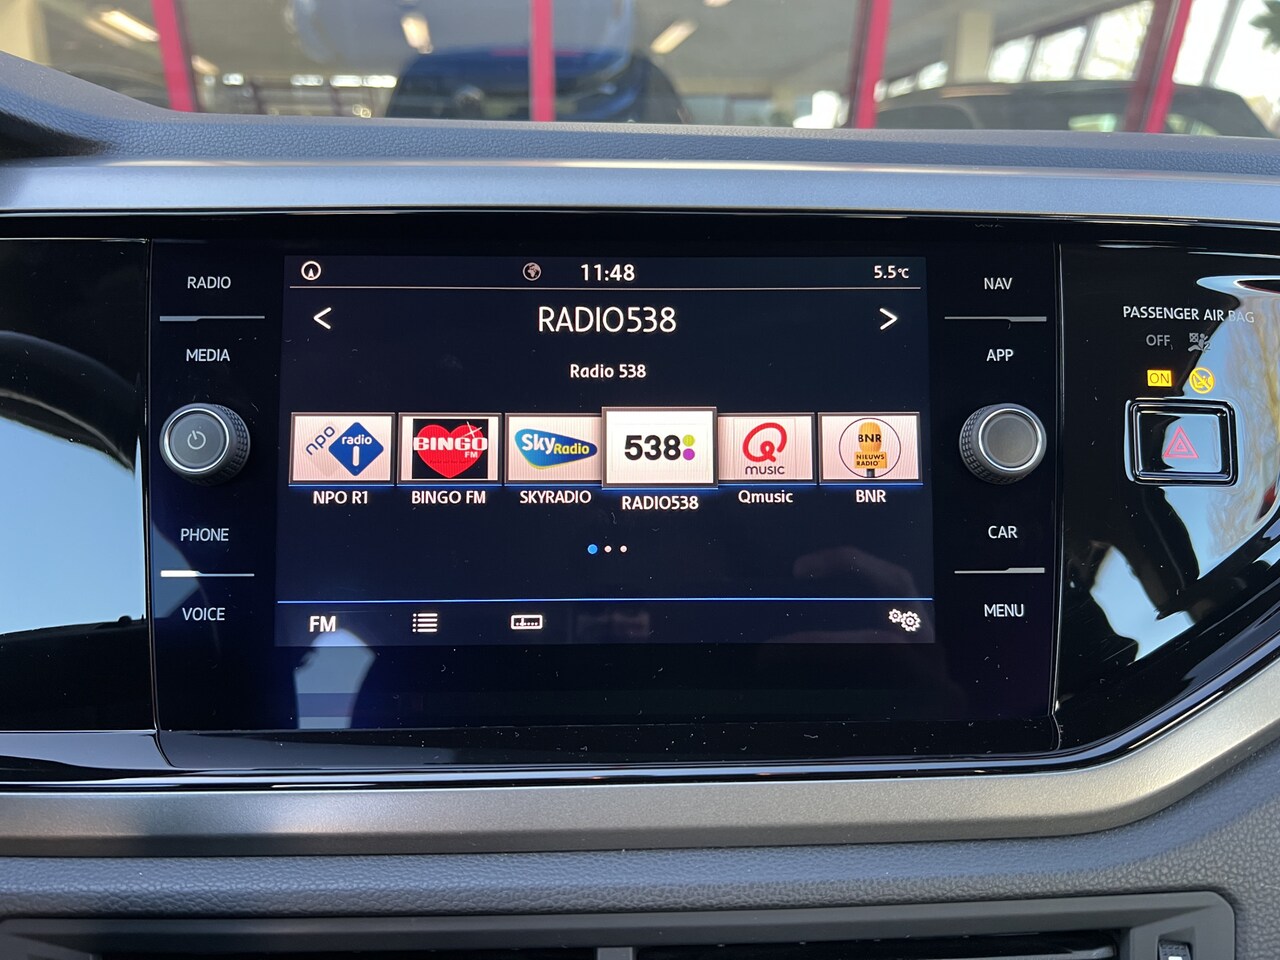 RADIO
MEDIA
PHONE
VOICE
11:48
5.5°C
< RADIO538 >
Radio 538
npo radio 1
BINGO FM
Sky Radio
538
Q MUSIC
BNR NIEUWS RADIO
NPO R1
BINGO FM
SKYRADIO
RADIO538
Qmusic
BNR
FM
NAV
APP
CAR
MENU
PASSENGER AIR BAG
OFF
ON